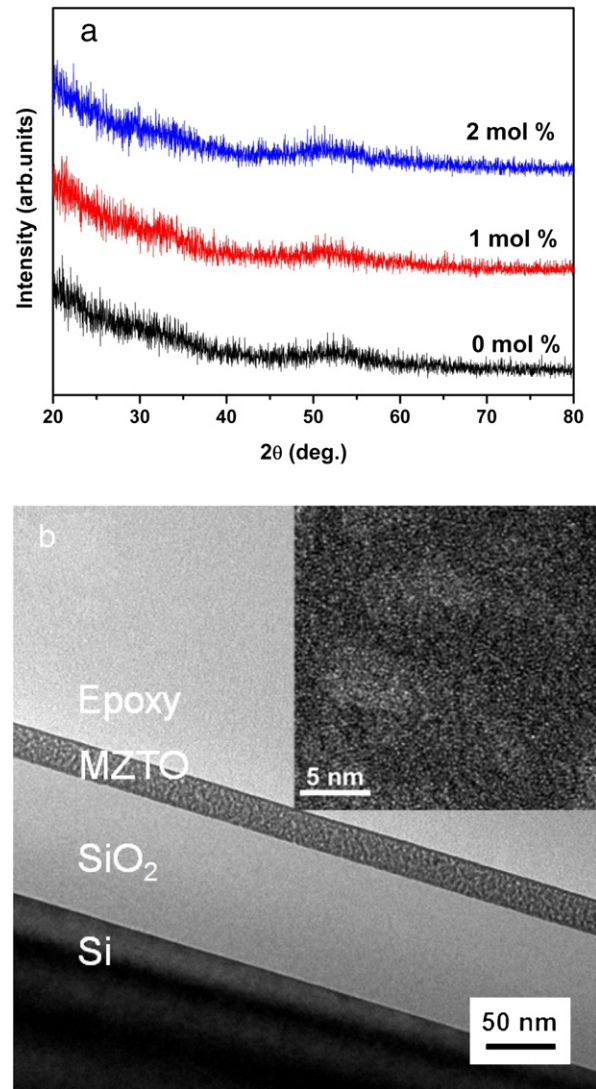 a
Intensity (arb.units)
2 mol %
1 mol %
0 mol %
20 30 40 50 60 70 80
2θ (deg.)
b
5 nm
Epoxy
MZTO
SiO₂
Si
50 nm